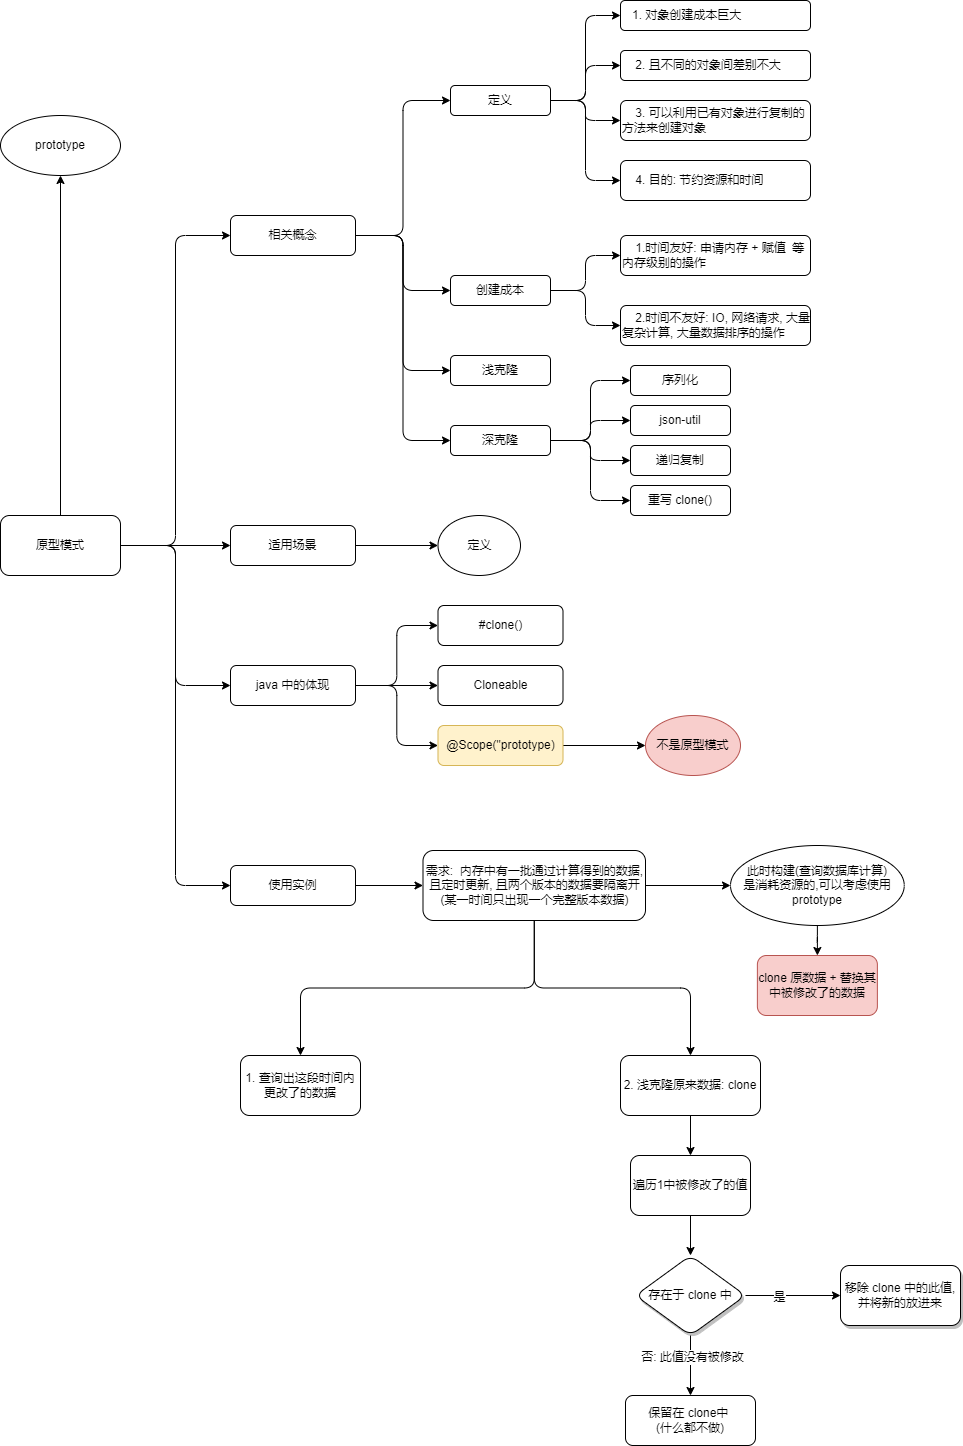 prototype
原型模式
相关概念
定义
1. 对象创建成本巨大
2. 且不同的对象间差别不大
3. 可以利用已有对象进行复制的
方法来创建对象
4. 目的: 节约资源和时间
创建成本
1.时间友好: 申请内存 + 赋值 等
内存级别的操作
2.时间不友好: IO, 网络请求, 大量
复杂计算, 大量数据排序的操作
浅克隆
深克隆
序列化
json-util
递归复制
重写 clone()
适用场景
定义
java 中的体现
#clone()
Cloneable
@Scope("prototype)
不是原型模式
使用实例
需求: 内存中有一批通过计算得到的数据,
且定时更新, 且两个版本的数据要隔离开
(某一时间只出现一个完整版本数据)
此时构建(查询数据库计算)
是消耗资源的,可以考虑使用
prototype
clone 原数据 + 替换其
中被修改了的数据
1. 查询出这段时间内
更改了的数据
2. 浅克隆原来数据: clone
遍历1中被修改了的值
存在于 clone 中
是
移除 clone 中的此值,
并将新的放进来
否: 此值没有被修改
保留在 clone中
(什么都不做)